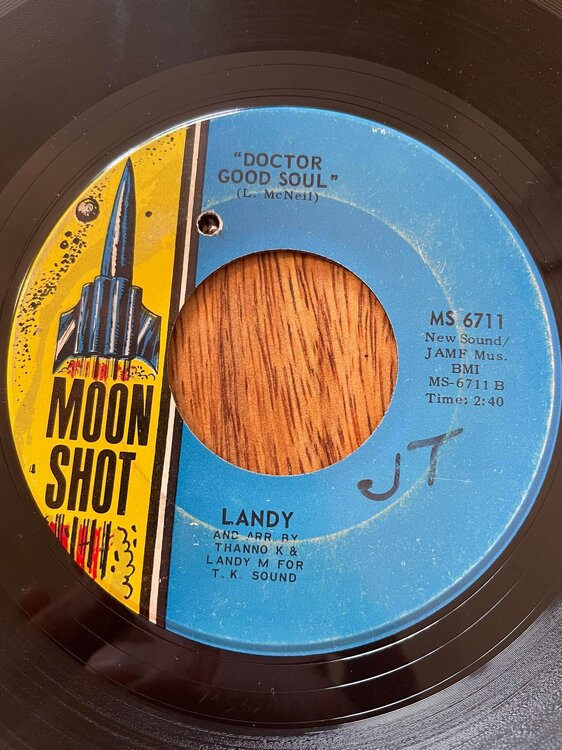 "DOCTOR
GOOD SOUL"
(L. McNeil)
MS 6711
New Sound/
JAMF Mus.
BMI
MS-6711 B
Time: 2:40
MOON
SHOT
JT
LANDY
AND ARR. BY
THANNO K &
LANDY M FOR
T. K. SOUND